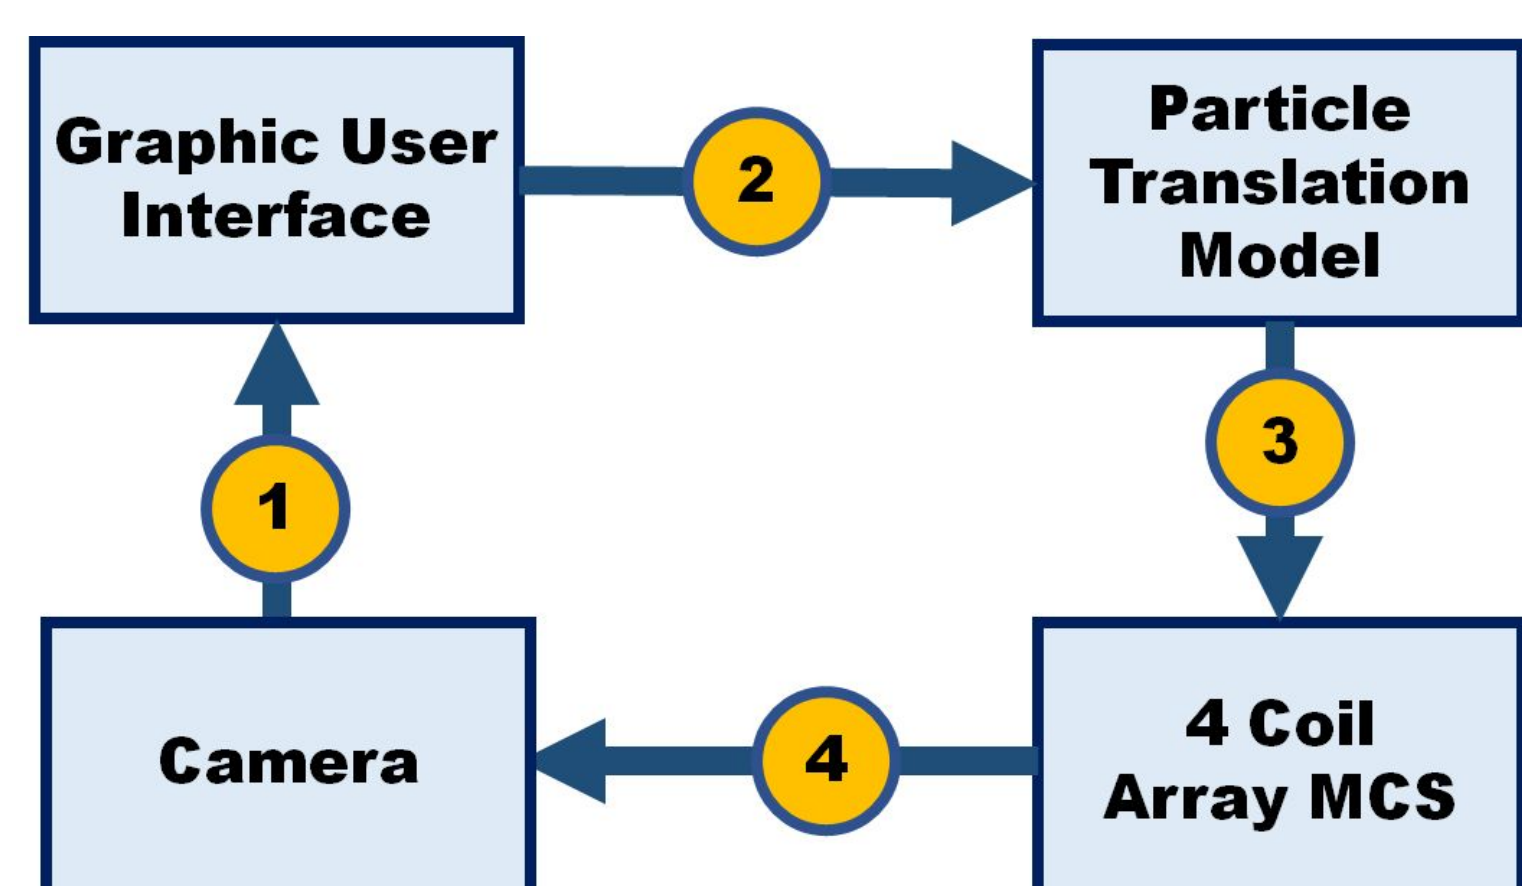 Graphic User
Interface
2
Particle
Translation
Model
1
3
Camera
4
4 Coil
Array MCS